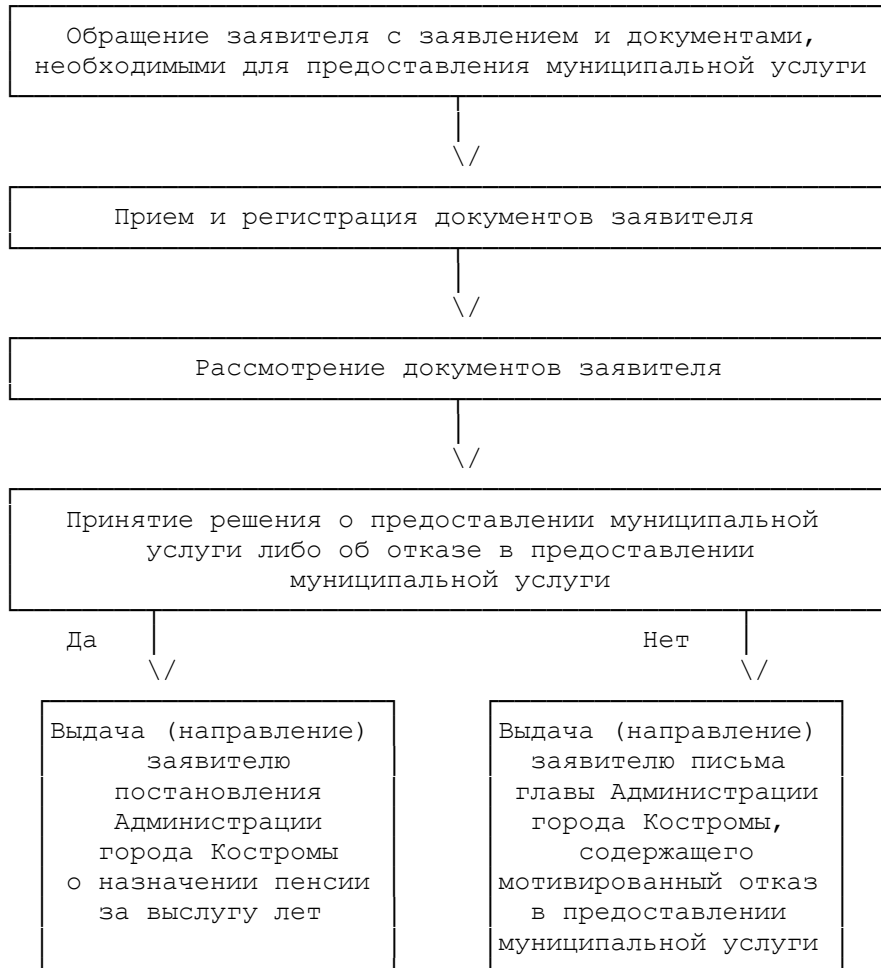 Обращение заявителя с заявлением и документами,
необходимыми для предоставления муниципальной услуги
\/
Прием и регистрация документов заявителя
\/
Рассмотрение документов заявителя
\/
Принятие решения о предоставлении муниципальной
услуги либо об отказе в предоставлении
муниципальной услуги
Да
\/
Выдача (направление)
заявителю
постановления
Администрации
города Костромы
о назначении пенсии
за выслугу лет
Нет
\/
Выдача (направление)
заявителю письма
главы Администрации
города Костромы,
содержащего
мотивированный отказ
в предоставлении
муниципальной услуги